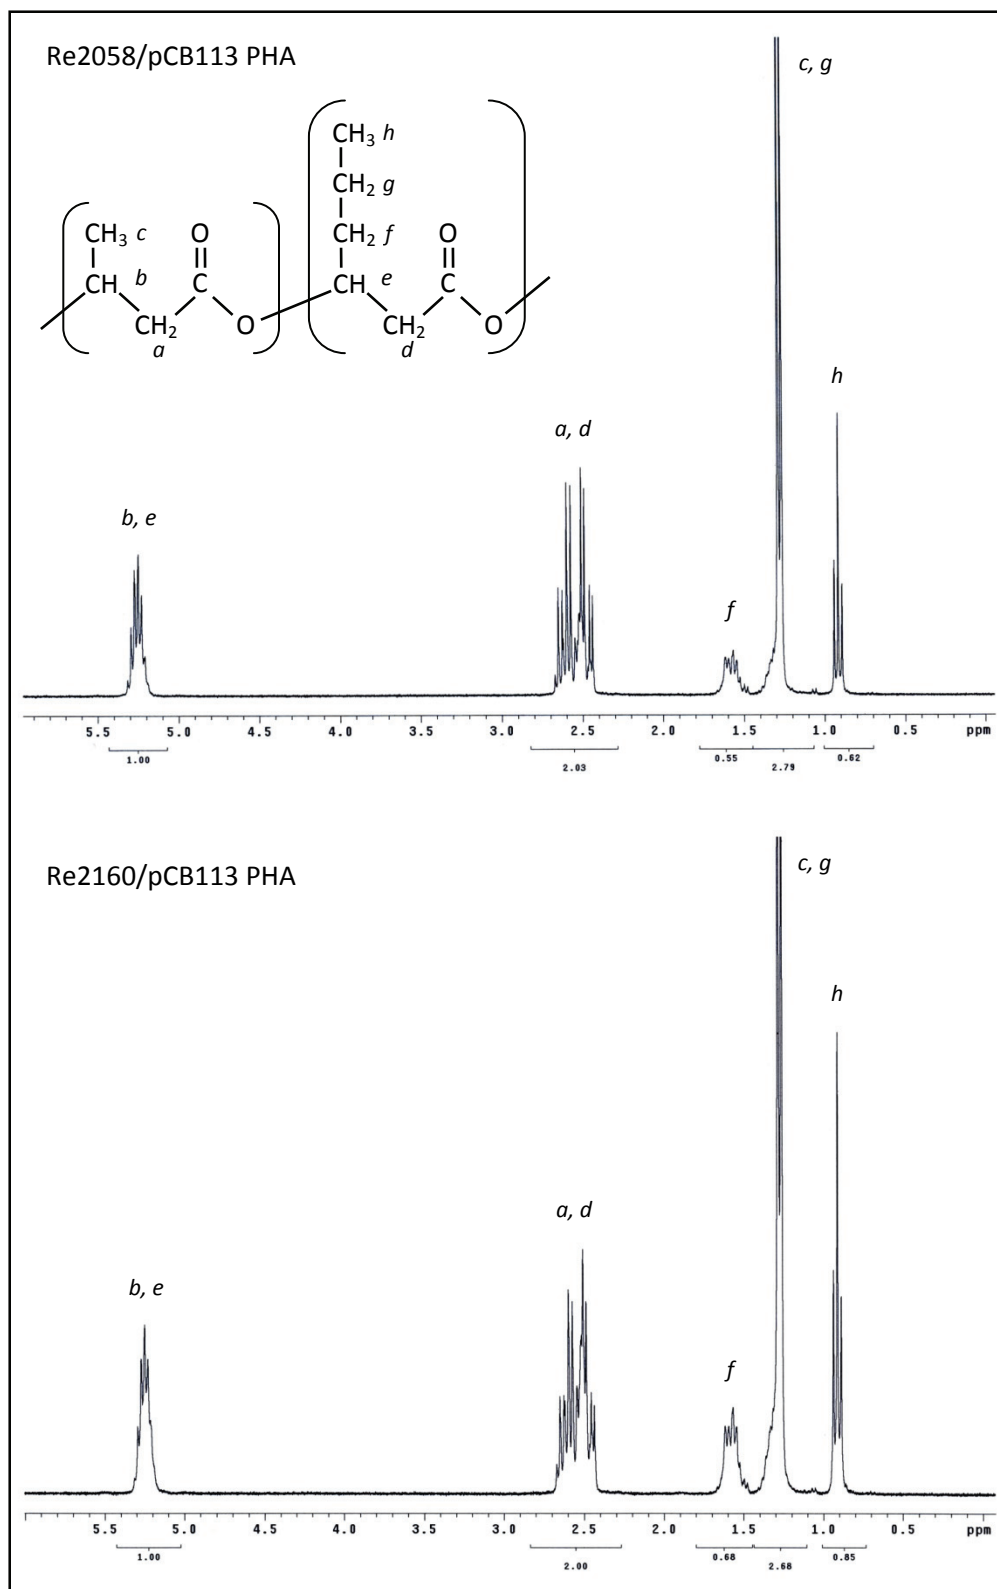 Re2058/pCB113 PHA
c, g
CH3 h
CH2 g
CH3 c O CH2 f O
CH b C CH e C
CH2 O CH2 O
a d
h
a, d
b, e
f
5.5 5.0 4.5 4.0 3.5 3.0 2.5 2.0 1.5 1.0 0.5 ppm
1.00 2.03 0.55 2.79 0.62
Re2160/pCB113 PHA
c, g
h
a, d
b, e
f
5.5 5.0 4.5 4.0 3.5 3.0 2.5 2.0 1.5 1.0 0.5 ppm
1.00 2.00 0.68 2.68 0.85